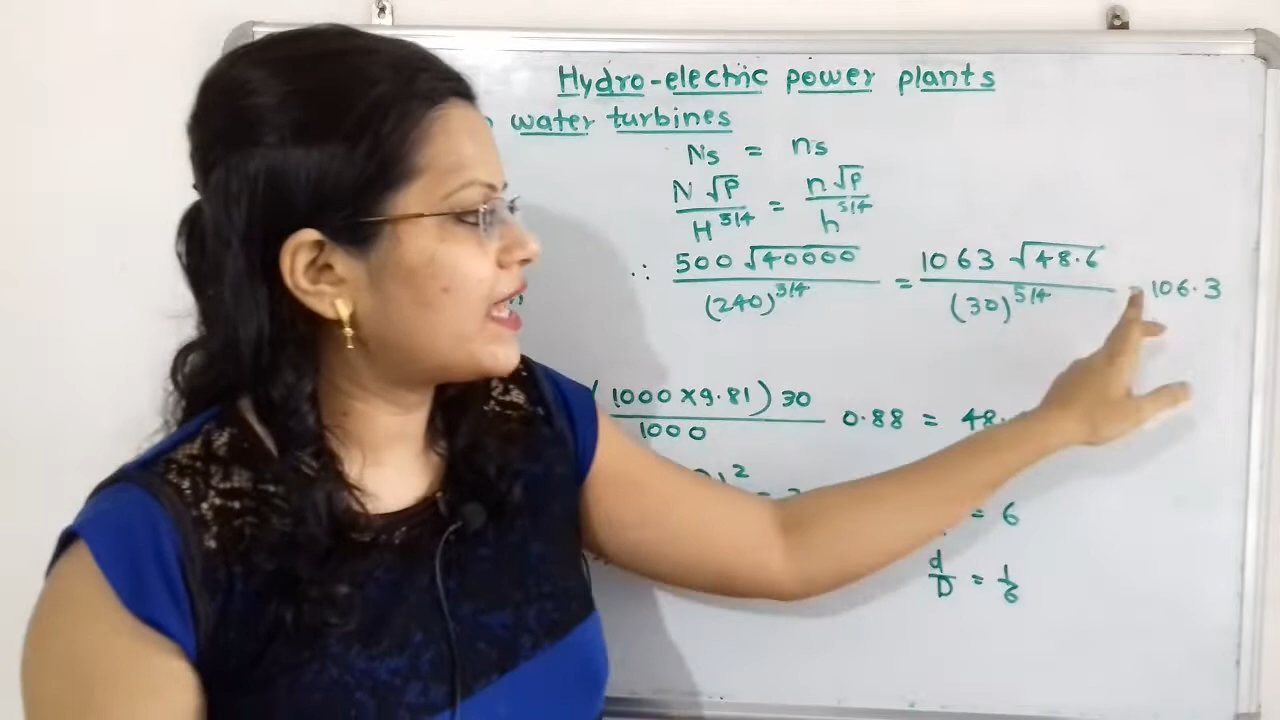 Hydro-electric power plants
water turbines
Ns = ns
N √P / H^5/4 = n √P / h^5/4
∴ 500 √40000 / (240)^5/4 = 1063 √48.6 / (30)^5/4 = 106.3
(1000 × 9.81) 30 / 1000 0.88 = 48.
= 6
d/D = 1/6